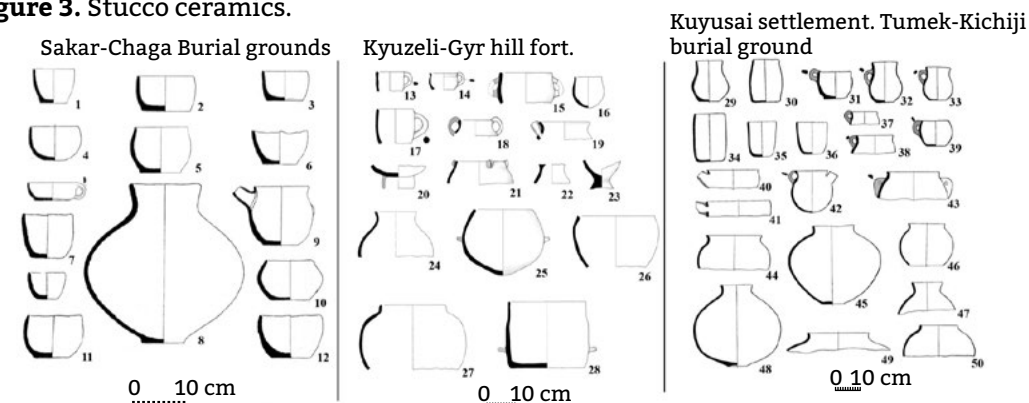 gure 3. Stucco ceramics.
Sakar-Chaga Burial grounds
1 2 3
4 5 6
7 8 9
10
11 12
0 10 cm
Kyuzeli-Gyr hill fort.
13 14 15 16
17 18 19
20 21 22 23
24 25 26
27 28
0 10 cm
Kuyusai settlement. Tumek-Kichiji
burial ground
29 30 31 32 33
34 35 36 37 38 39
40 41 42 43
44 45 46
47
48 49 50
0 10 cm